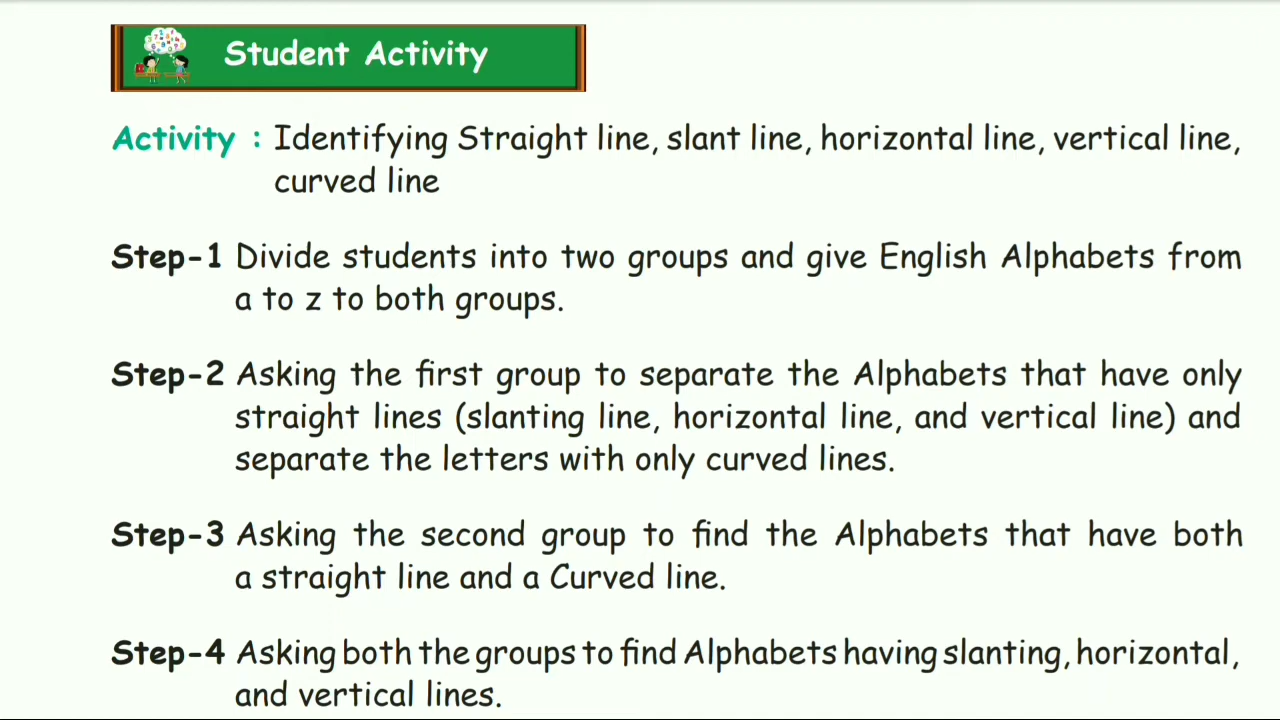 Student Activity
Activity : Identifying Straight line, slant line, horizontal line, vertical line,
curved line
Step-1 Divide students into two groups and give English Alphabets from
a to z to both groups.
Step-2 Asking the first group to separate the Alphabets that have only
straight lines (slanting line, horizontal line, and vertical line) and
separate the letters with only curved lines.
Step-3 Asking the second group to find the Alphabets that have both
a straight line and a Curved line.
Step-4 Asking both the groups to find Alphabets having slanting, horizontal,
and vertical lines.